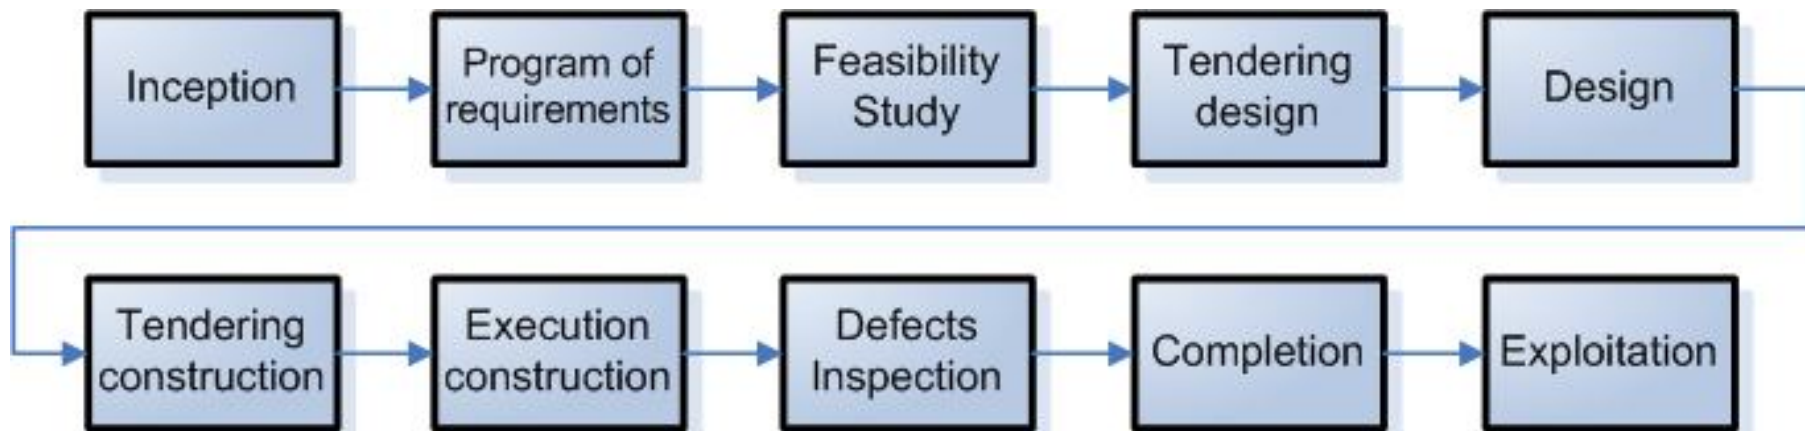 Inception
Program of
requirements
Feasibility
Study
Tendering
design
Design
Tendering
construction
Execution
construction
Defects
Inspection
Completion
Exploitation